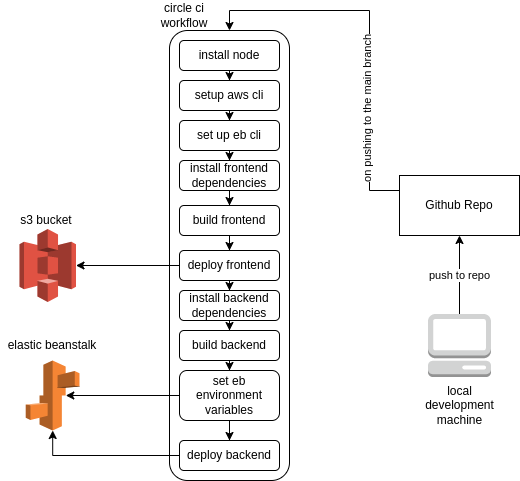 circle ci
workflow
install node
setup aws cli
set up eb cli
install frontend
dependencies
build frontend
deploy frontend
install backend
dependencies
build backend
set eb
environment
variables
deploy backend
s3 bucket
elastic beanstalk
on pushing to the main branch
Github Repo
push to repo
local
development
machine